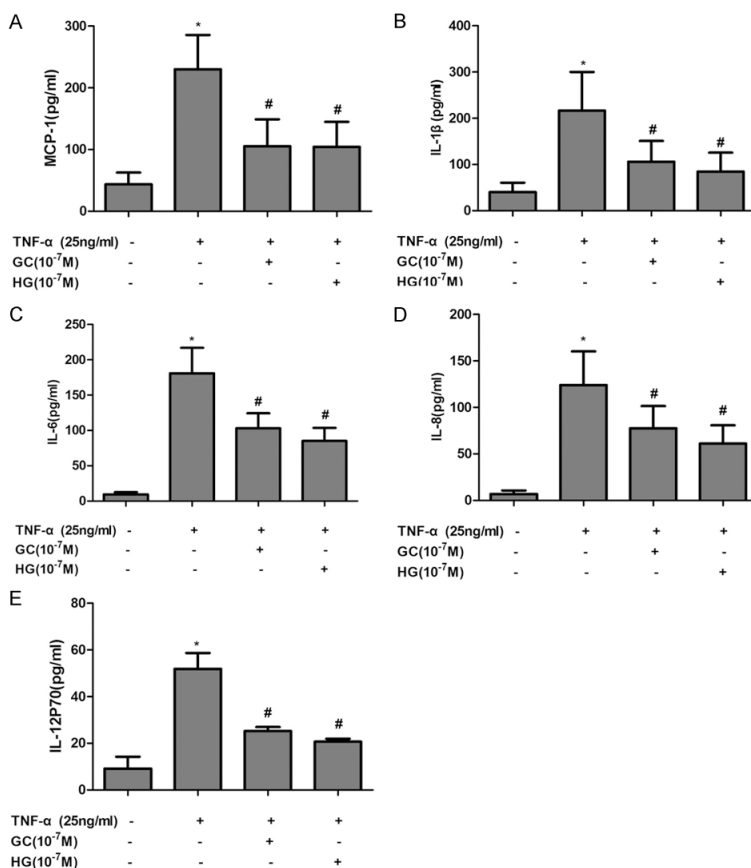 A
MCP-1(pg/ml)
300
200
100
0
*
#
#
TNF-α (25ng/ml) - + + +
GC(10⁻⁷M) - - + -
HG(10⁻⁷M) - - - +
B
IL-1β (pg/ml)
400
300
200
100
0
*
#
#
TNF-α (25ng/ml) - + + +
GC(10⁻⁷M) - - + -
HG(10⁻⁷M) - - - +
C
IL-6(pg/ml)
250
200
150
100
50
0
*
#
#
TNF-α (25ng/ml) - + + +
GC(10⁻⁷M) - - + -
HG(10⁻⁷M) - - - +
D
IL-8(pg/ml)
200
150
100
50
0
*
#
#
TNF-α (25ng/ml) - + + +
GC(10⁻⁷M) - - + -
HG(10⁻⁷M) - - - +
E
IL-12P70(pg/ml)
80
60
40
20
0
*
#
#
TNF-α (25ng/ml) - + + +
GC(10⁻⁷M) - - + -
HG(10⁻⁷M) - - - +